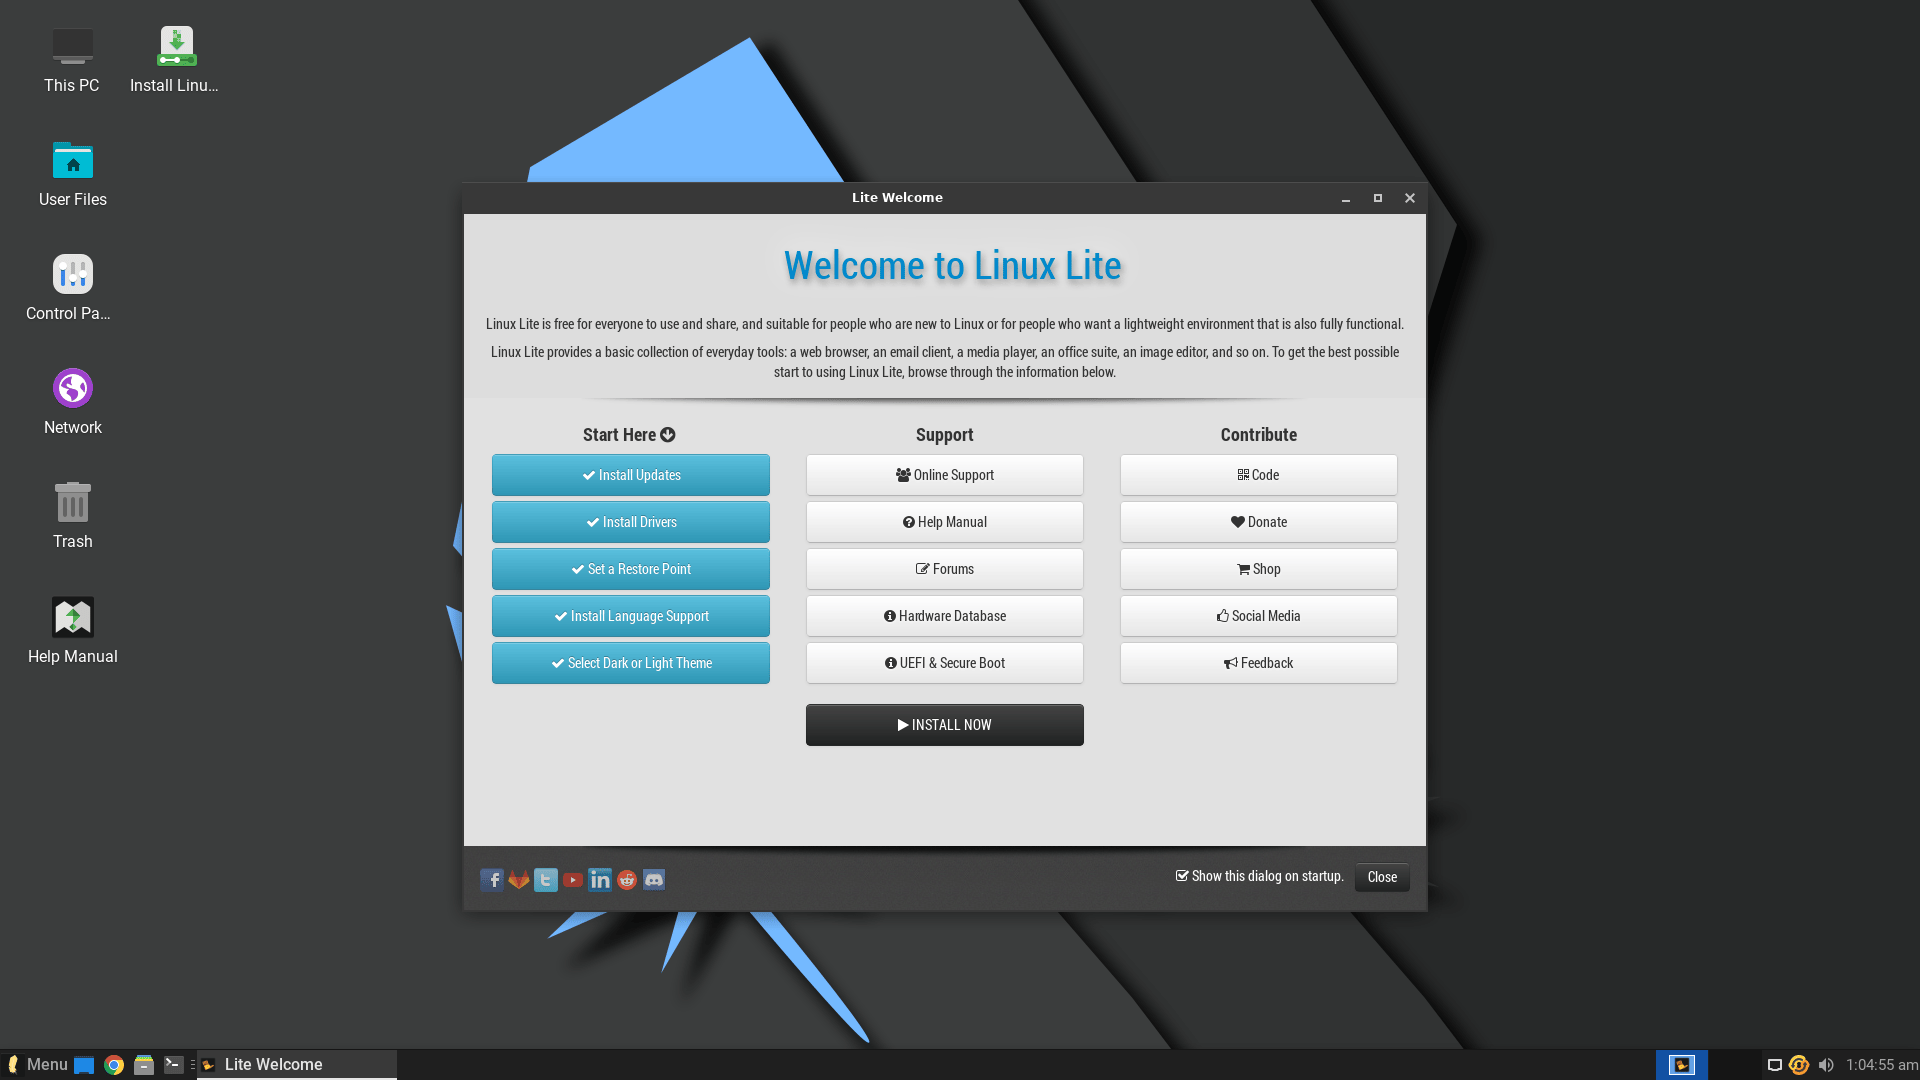 This PC
Install Linu...
User Files
Control Pa...
Network
Trash
Help Manual
Lite Welcome
Welcome to Linux Lite
Linux Lite is free for everyone to use and share, and suitable for people who are new to Linux or for people who want a lightweight environment that is also fully functional.
Linux Lite provides a basic collection of everyday tools: a web browser, an email client, a media player, an office suite, an image editor, and so on. To get the best possible
start to using Linux Lite, browse through the information below.
Start Here
Install Updates
Install Drivers
Set a Restore Point
Install Language Support
Select Dark or Light Theme
Support
Online Support
Help Manual
Forums
Hardware Database
UEFI & Secure Boot
INSTALL NOW
Contribute
Code
Donate
Shop
Social Media
Feedback
Show this dialog on startup.
Close
Menu
Lite Welcome
1:04:55 am